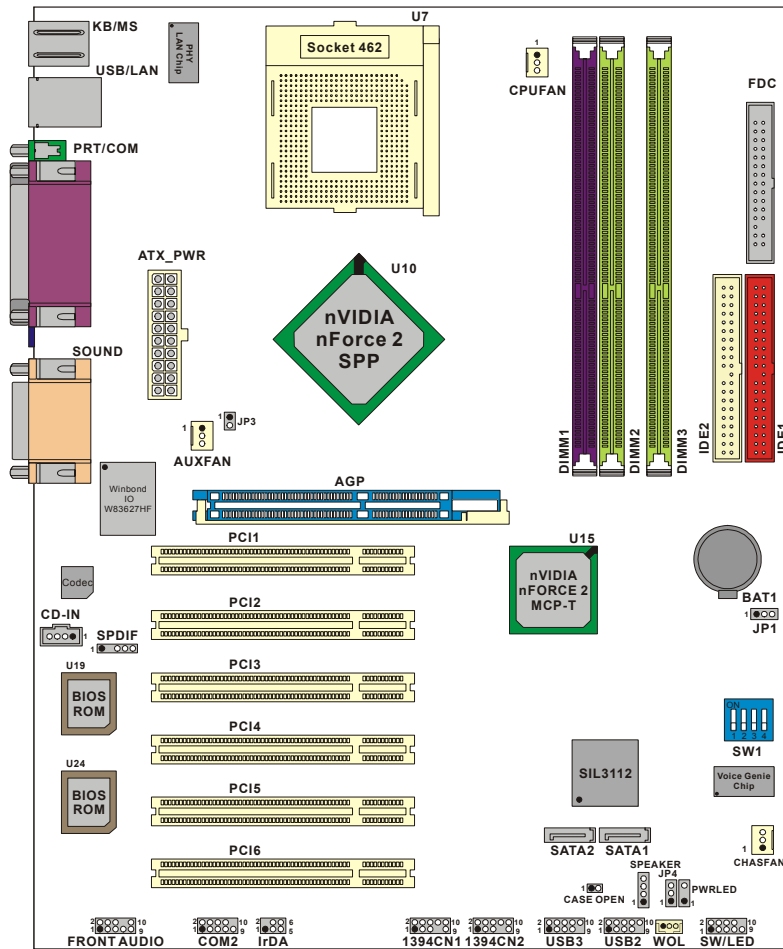 U7
KB/MS
PHY
LAN Chip
Socket 462
1
CPUFAN
USB/LAN
FDC
PRT/COM
ATX_PWR
U10
nVIDIA
nForce 2
SPP
SOUND
1
JP3
1
AUXFAN
DIMM1
DIMM2
DIMM3
IDE2
IDE1
Winbond
IO
W83627HF
AGP
PCI1
U15
nVIDIA
nFORCE 2
MCP-T
Codec
BAT1
1
JP1
PCI2
CD-IN
1
SPDIF
1
U19
BIOS
ROM
PCI3
PCI4
ON
1 2 3 4
SW1
U24
BIOS
ROM
SIL3112
Voice Genie
Chip
PCI5
SATA2
SATA1
1
CHASFAN
PCI6
SPEAKER
JP4
PWRLED
1
CASE OPEN
1
1
1
2 10
1 9
FRONT AUDIO
2 10
1 9
COM2
2 6
1 5
IrDA
2 10
1 9
1394CN1
2 10
1 9
1394CN2
2 10
1 9
USB3
2 10
1 9
USB2
WOL
2 10
1 9
SW/LED